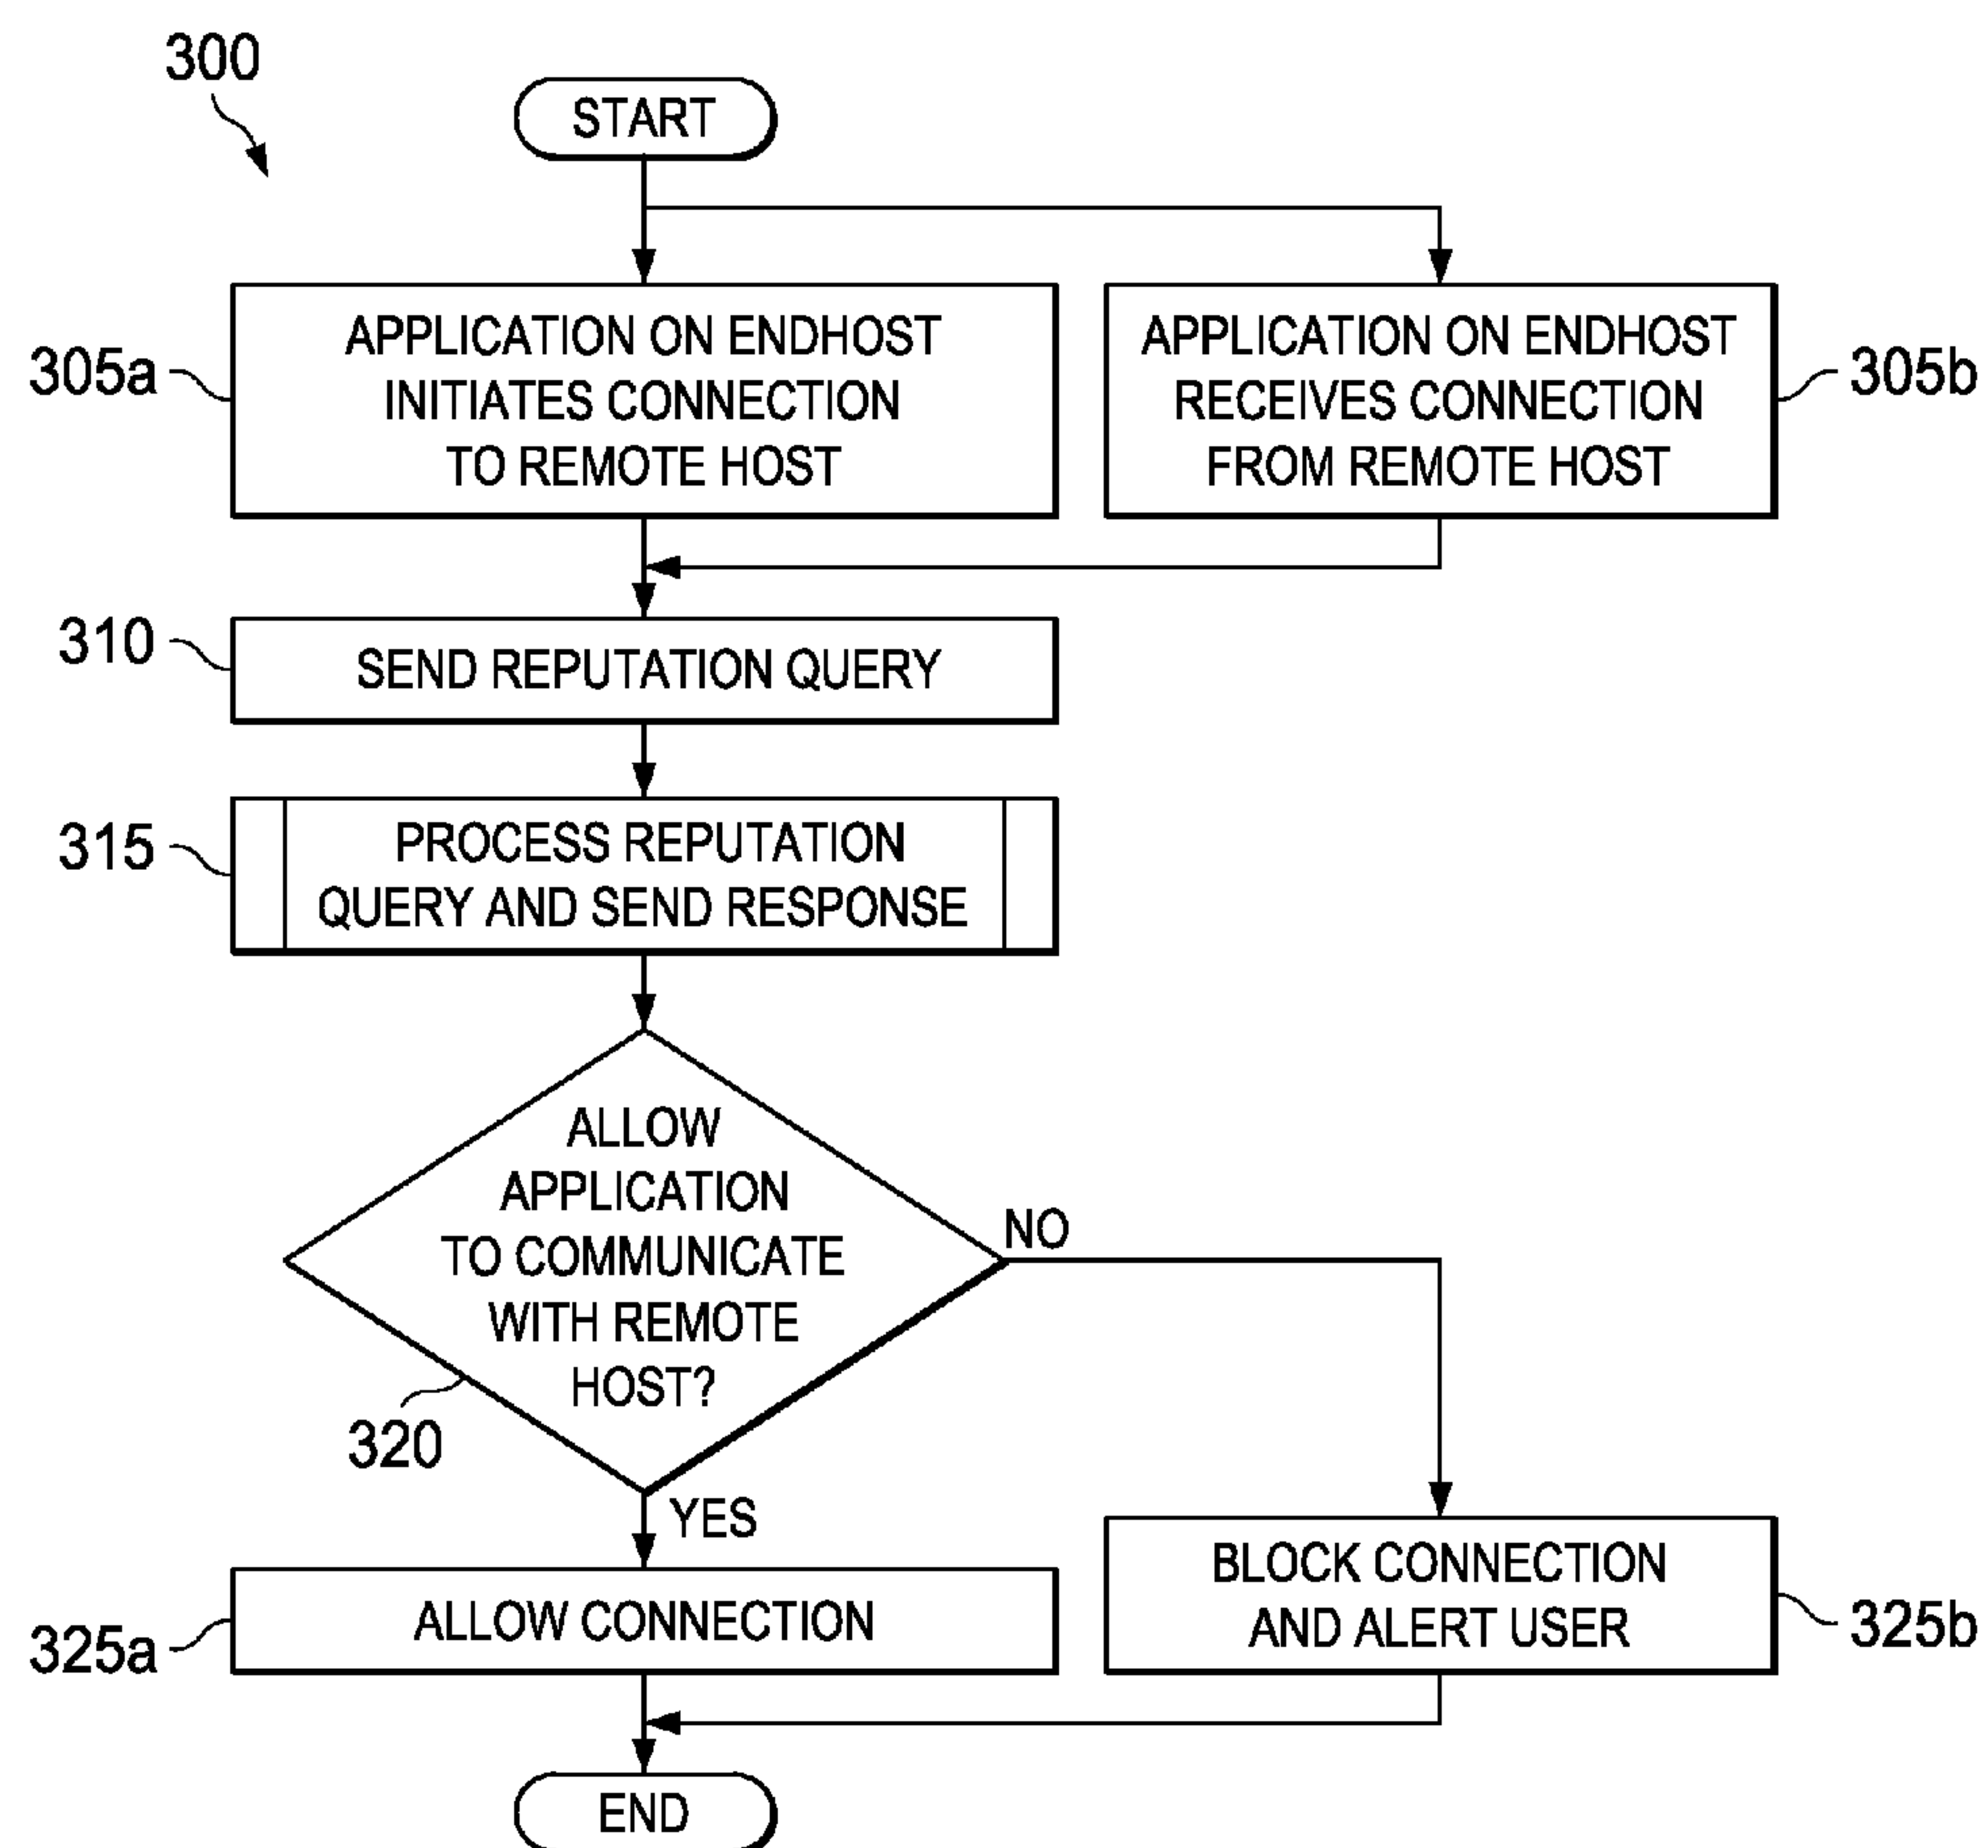 300
START
305a
APPLICATION ON ENDHOST
INITIATES CONNECTION
TO REMOTE HOST
APPLICATION ON ENDHOST
RECEIVES CONNECTION
FROM REMOTE HOST
305b
310
SEND REPUTATION QUERY
315
PROCESS REPUTATION
QUERY AND SEND RESPONSE
ALLOW
APPLICATION
TO COMMUNICATE
WITH REMOTE
HOST?
NO
320
YES
325a
ALLOW CONNECTION
BLOCK CONNECTION
AND ALERT USER
325b
END